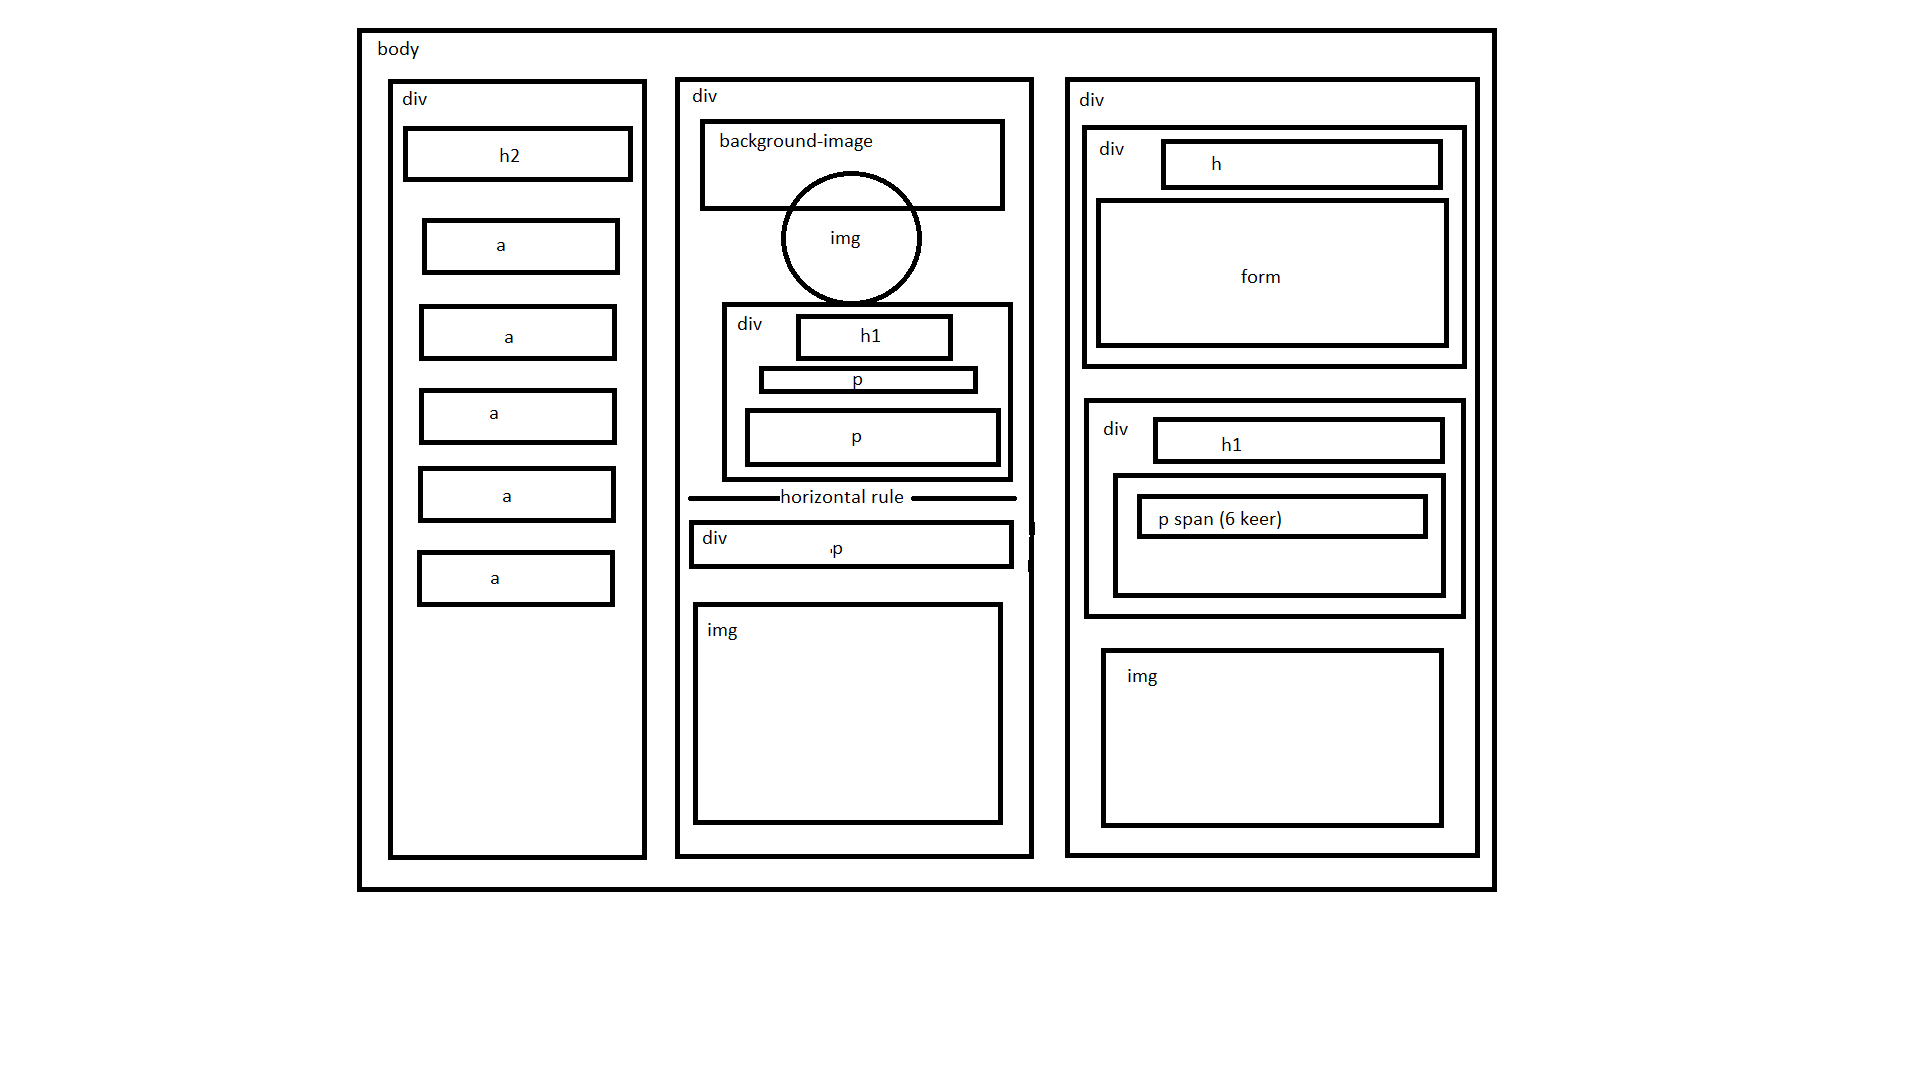 body
div
h2
a
a
a
a
a
div
background-image
img
div
h1
p
p
horizontal rule
div
p
img
div
div
h
form
div
h1
p span (6 keer)
img